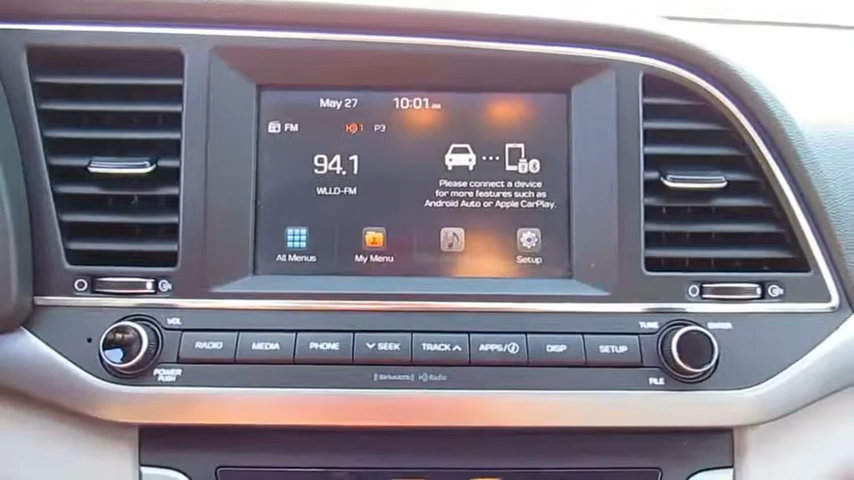 May 27 10:01 AM
FM 1 P3
94.1
WLLD-FM
Please connect a device
for more features such as
Android Auto or Apple CarPlay.
All Menus My Menu Setup
VOL TUNE ENTER
RADIO MEDIA PHONE SEEK TRACK APPS/ DISP SETUP
POWER
PUSH FILE
SiriusXM HD Radio